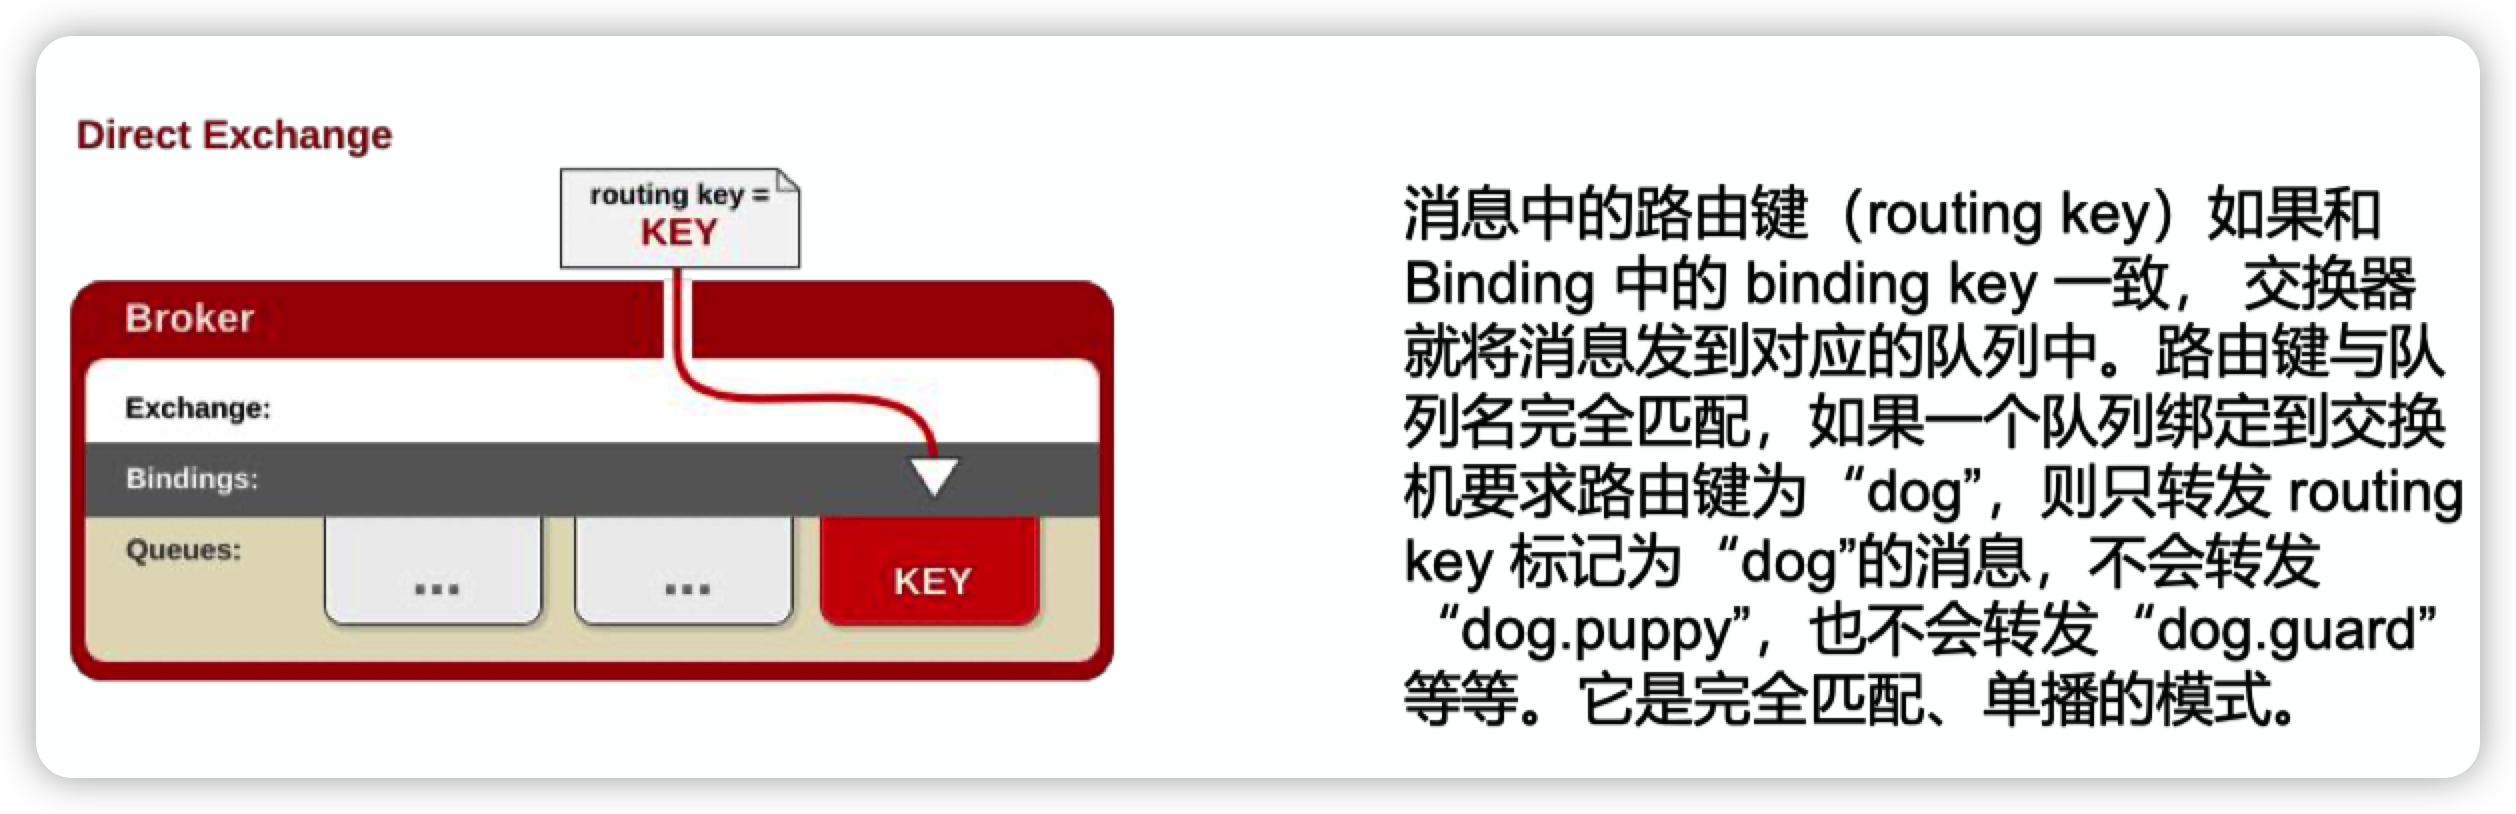 Direct Exchange
routing key =
KEY
Broker
Exchange:
Bindings:
Queues:
...
...
KEY
消息中的路由键（routing key）如果和
Binding 中的 binding key 一致， 交换器
就将消息发到对应的队列中。路由键与队
列名完全匹配，如果一个队列绑定到交换
机要求路由键为“dog”，则只转发 routing
key 标记为“dog”的消息，不会转发
“dog.puppy”，也不会转发“dog.guard”
等等。它是完全匹配、单播的模式。